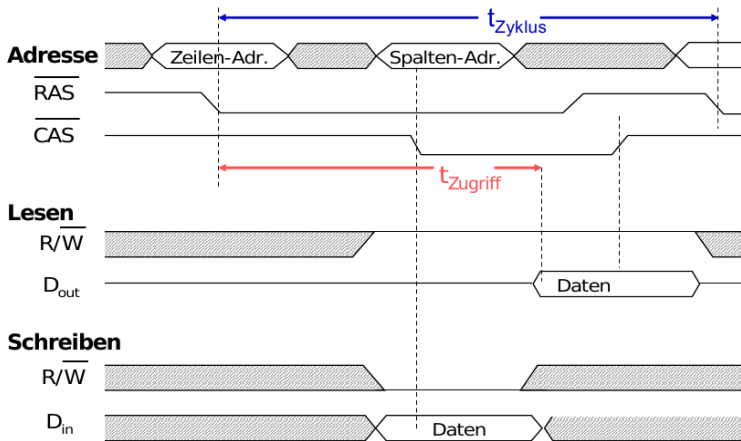 tZyklus
Adresse Zeilen-Adr. Spalten-Adr.
RAS
CAS
tZugriff
Lesen
R/W
Dout Daten
Schreiben
R/W
Din Daten